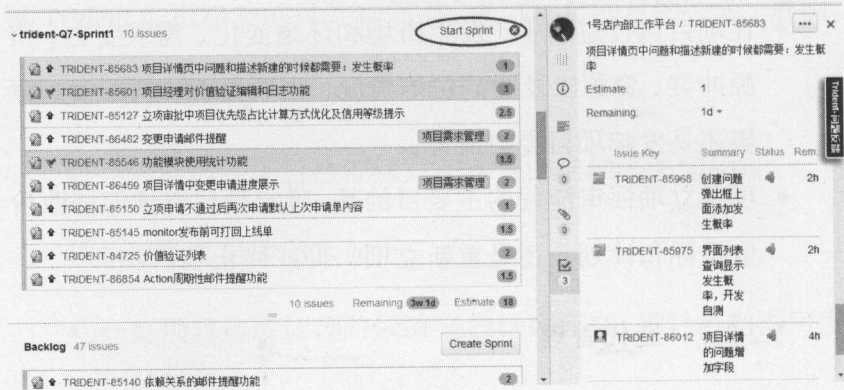 trident-Q7-Sprint1 10 issues
Start Sprint
TRIDENT-85683 项目详情页中问题和描述新建的时候都需要：发生概率 1
TRIDENT-85601 项目经理对价值验证编辑和日志功能 3
TRIDENT-85127 立项审批中项目优先级占比计算方式优化及信用等级提示 2.5
TRIDENT-86482 变更申请邮件提醒 项目需求管理 2
TRIDENT-85546 功能模块使用统计功能 1.5
TRIDENT-86459 项目详情中变更申请进度展示 项目需求管理 2
TRIDENT-85150 立项申请不通过后再次申请默认上次申请单内容 1
TRIDENT-85145 monitor发布前可打回上线单 1.5
TRIDENT-84725 价值验证列表 2
TRIDENT-86854 Action周期性邮件提醒功能 1.5
10 issues Remaining 3w 1d Estimate 18
Backlog 47 issues
Create Sprint
TRIDENT-85140 依赖关系的邮件提醒功能 2
1号店内部工作平台 / TRIDENT-85683
项目详情页中问题和描述新建的时候都需要：发生概
率
Estimate 1
Remaining: 1d
Issue Key Summary Status Rem.
TRIDENT-85968 创建问题 2h
弹出框上
面添加发
生概率
TRIDENT-85975 界面列表 2h
查询显示
发生概
率，开发
自测
TRIDENT-86012 项目详情 4h
的问题增
加字段
0
0
3
Trident-问题反馈